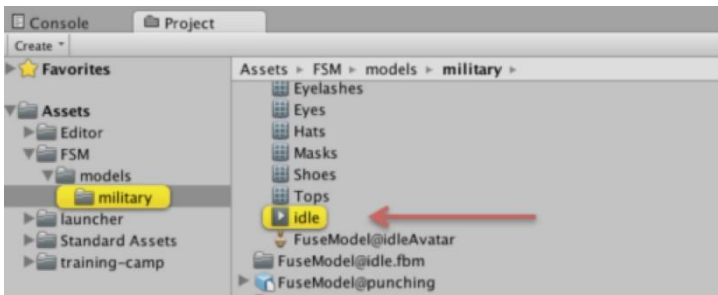 Console
Project
Create
Favorites
Assets
Editor
FSM
models
military
launcher
Standard Assets
training-camp
Assets ▸ FSM ▸ models ▸ military ▸
Eyelashes
Eyes
Hats
Masks
Shoes
Tops
idle
FuseModel@idleAvatar
FuseModel@idle.fbm
FuseModel@punching